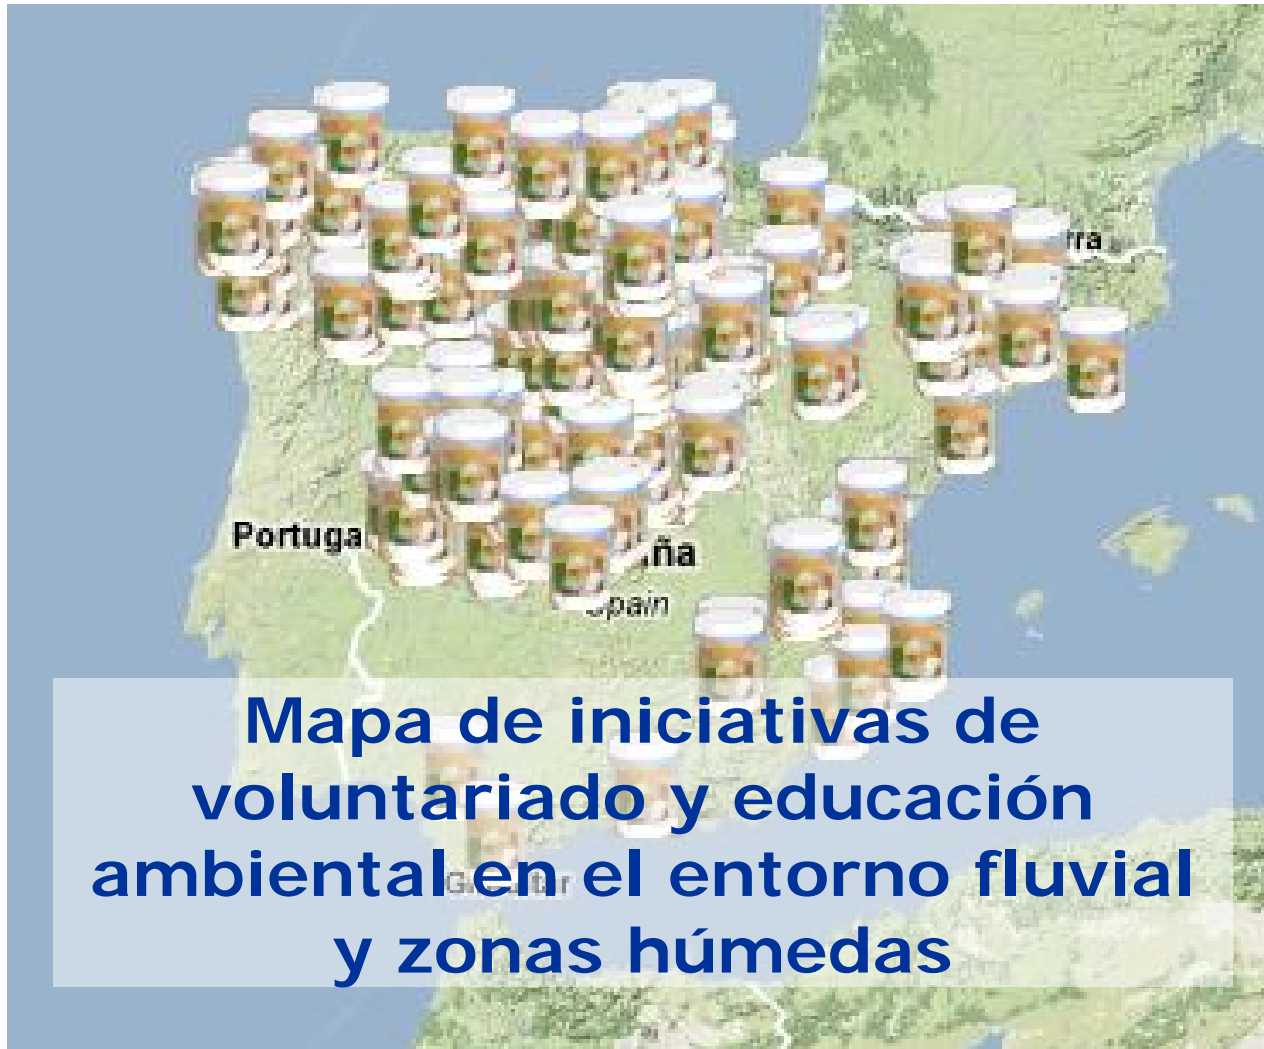 rra
Portuga
ña
Spain
Mapa de iniciativas de
voluntariado y educación
ambiental en el entorno fluvial
y zonas húmedas